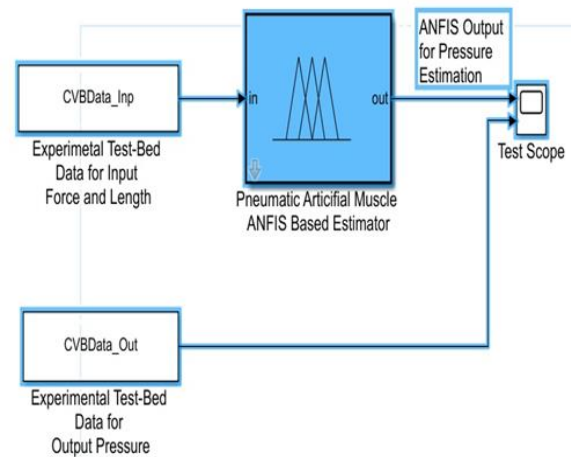 ANFIS Output
for Pressure
Estimation
CVBData_Inp
in
out
Experimetal Test-Bed
Data for Input
Force and Length
Pneumatic Articifial Muscle
ANFIS Based Estimator
Test Scope
CVBData_Out
Experimental Test-Bed
Data for
Output Pressure